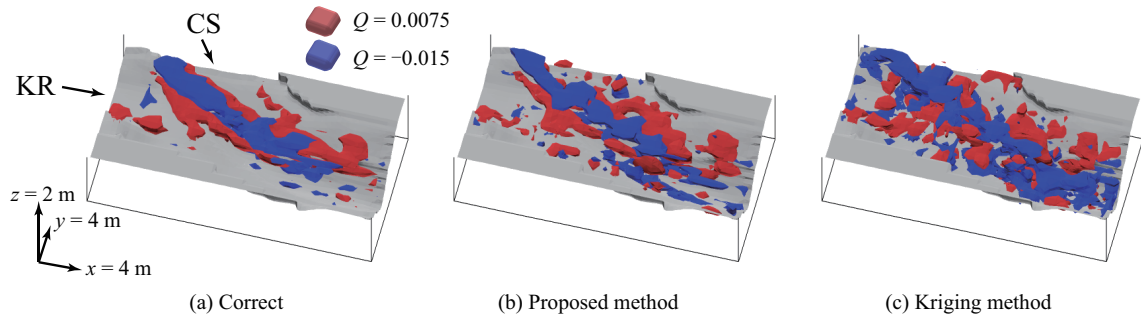 CS
Q = 0.0075
Q = −0.015
KR
z = 2 m
y = 4 m
x = 4 m
(a) Correct
(b) Proposed method
(c) Kriging method